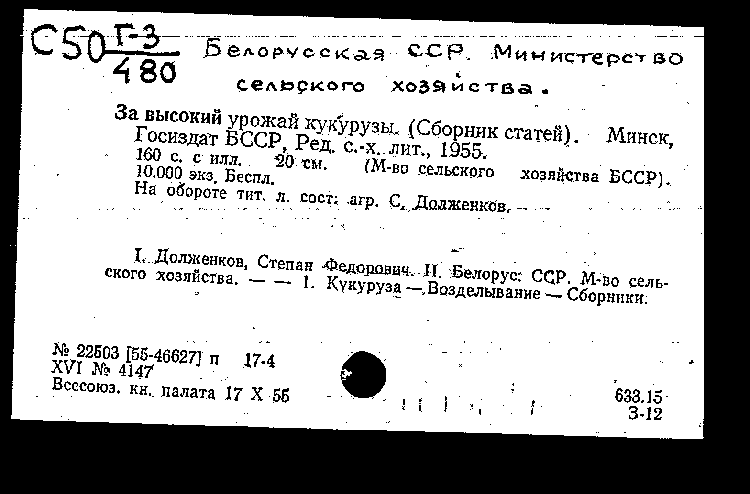 С50 Г-3
480
Белорусская ССР. Министерство
сельского хозяйства.
За высокий урожай кукурузы. (Сборник статей). Минск,
Госиздат БССР, Ред. с.-х. лит., 1955.
160 с. с илл. 20 см. (М-во сельского хозяйства БССР).
10.000 экз. Беспл.
На обороте тит. л. сост: агр. С. Долженков.
I. Долженков, Степан Федорович. II. Белорус. ССР. М-во сель-
ского хозяйства. — — 1. Кукуруза — Возделывание — Сборники.
№ 22503 [55-46627] п 17-4
XVI № 4147
Всесоюз. кн. палата 17 X 55
633.15
З-12